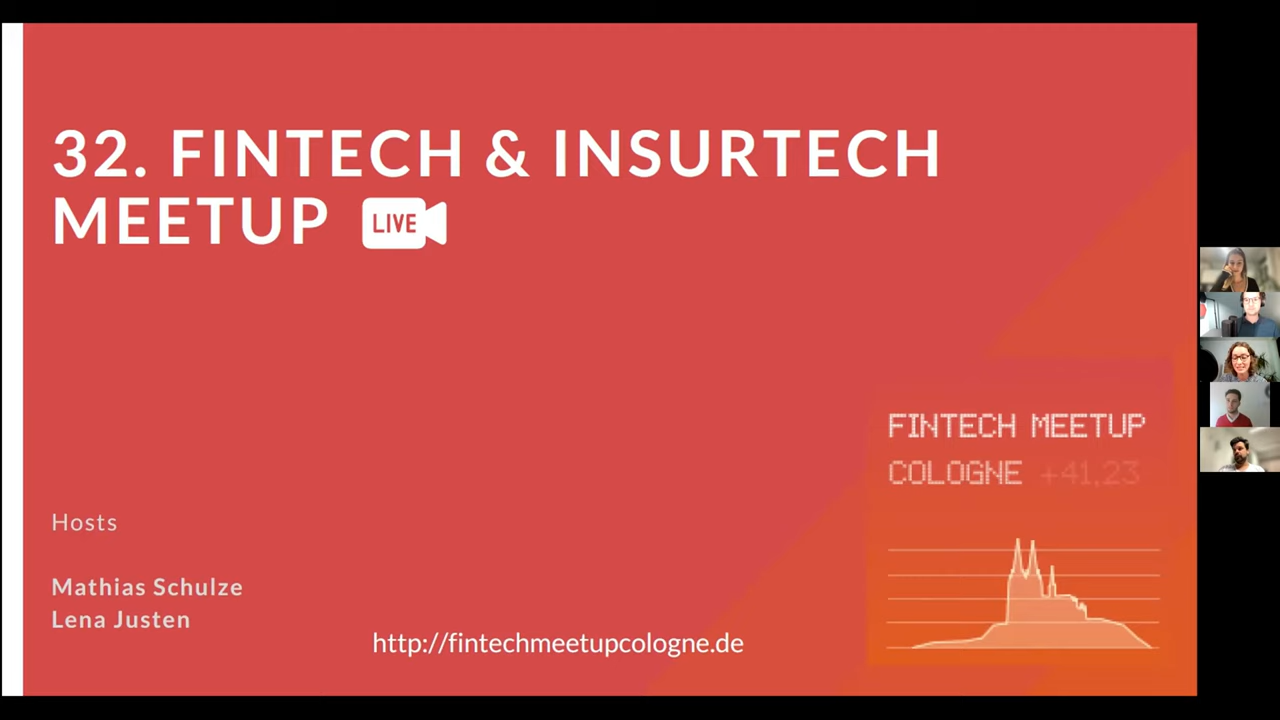 32. FINTECH & INSURTECH
MEETUP LIVE
FINTECH MEETUP
COLOGNE +41,23
Hosts
Mathias Schulze
Lena Justen
http://fintechmeetupcologne.de